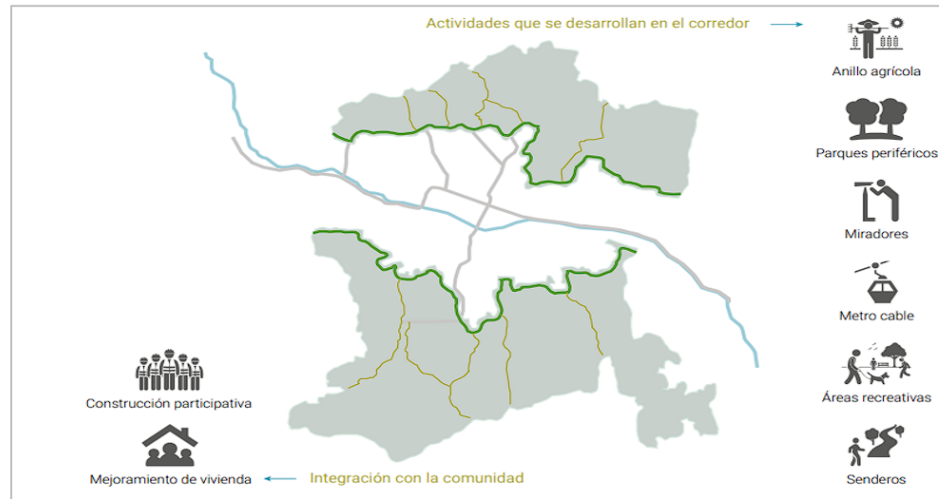 Actividades que se desarrollan en el corredor
Anillo agrícola
Parques periféricos
Miradores
Metro cable
Áreas recreativas
Senderos
Construcción participativa
Mejoramiento de vivienda
Integración con la comunidad